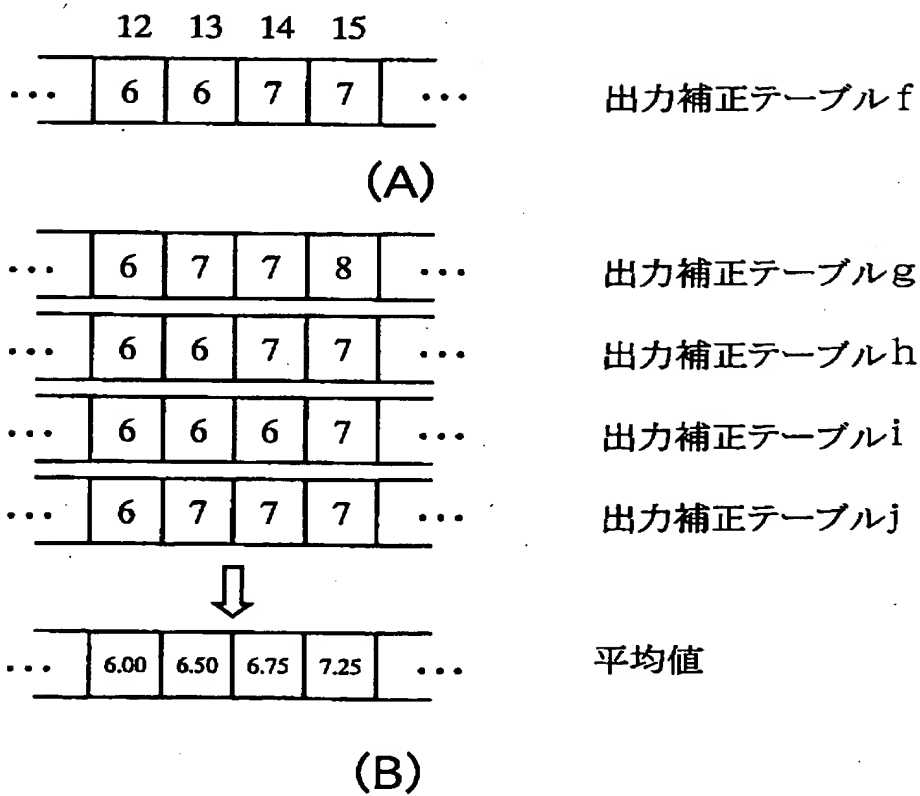 12 13 14 15
... 6 6 7 7 ... 出力補正テーブルf
(A)
... 6 7 7 8 ... 出力補正テーブルg
... 6 6 7 7 ... 出力補正テーブルh
... 6 6 6 7 ... 出力補正テーブルi
... 6 7 7 7 ... 出力補正テーブルj
... 6.00 6.50 6.75 7.25 ... 平均値
(B)